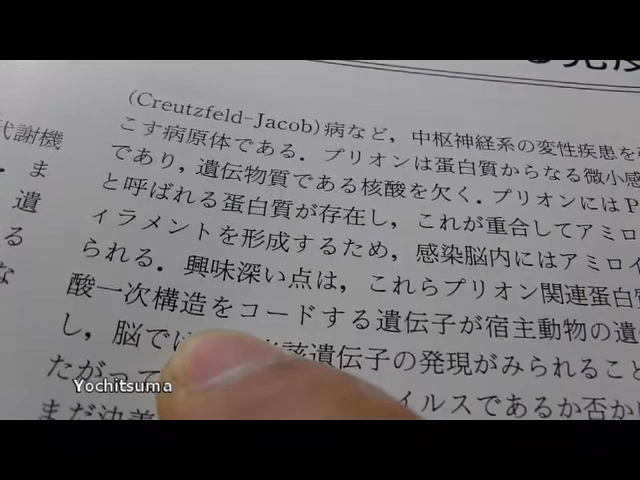 (Creutzfeld-Jacob)病など，中枢神経系の変性疾患を
こす病原体である．プリオンは蛋白質からなる微小感
であり，遺伝物質である核酸を欠く．プリオンにはP
と呼ばれる蛋白質が存在し，これが重合してアミロ
ィラメントを形成するため，感染脳内にはアミロイ
られる．興味深い点は，これらプリオン関連蛋白
酸一次構造をコードする遺伝子が宿主動物の遺
し，脳で 該遺伝子の発現がみられるこ
たがって イルスであるか否か
まだ決
代謝機
．ま
遺
る
な
Yochitsuma